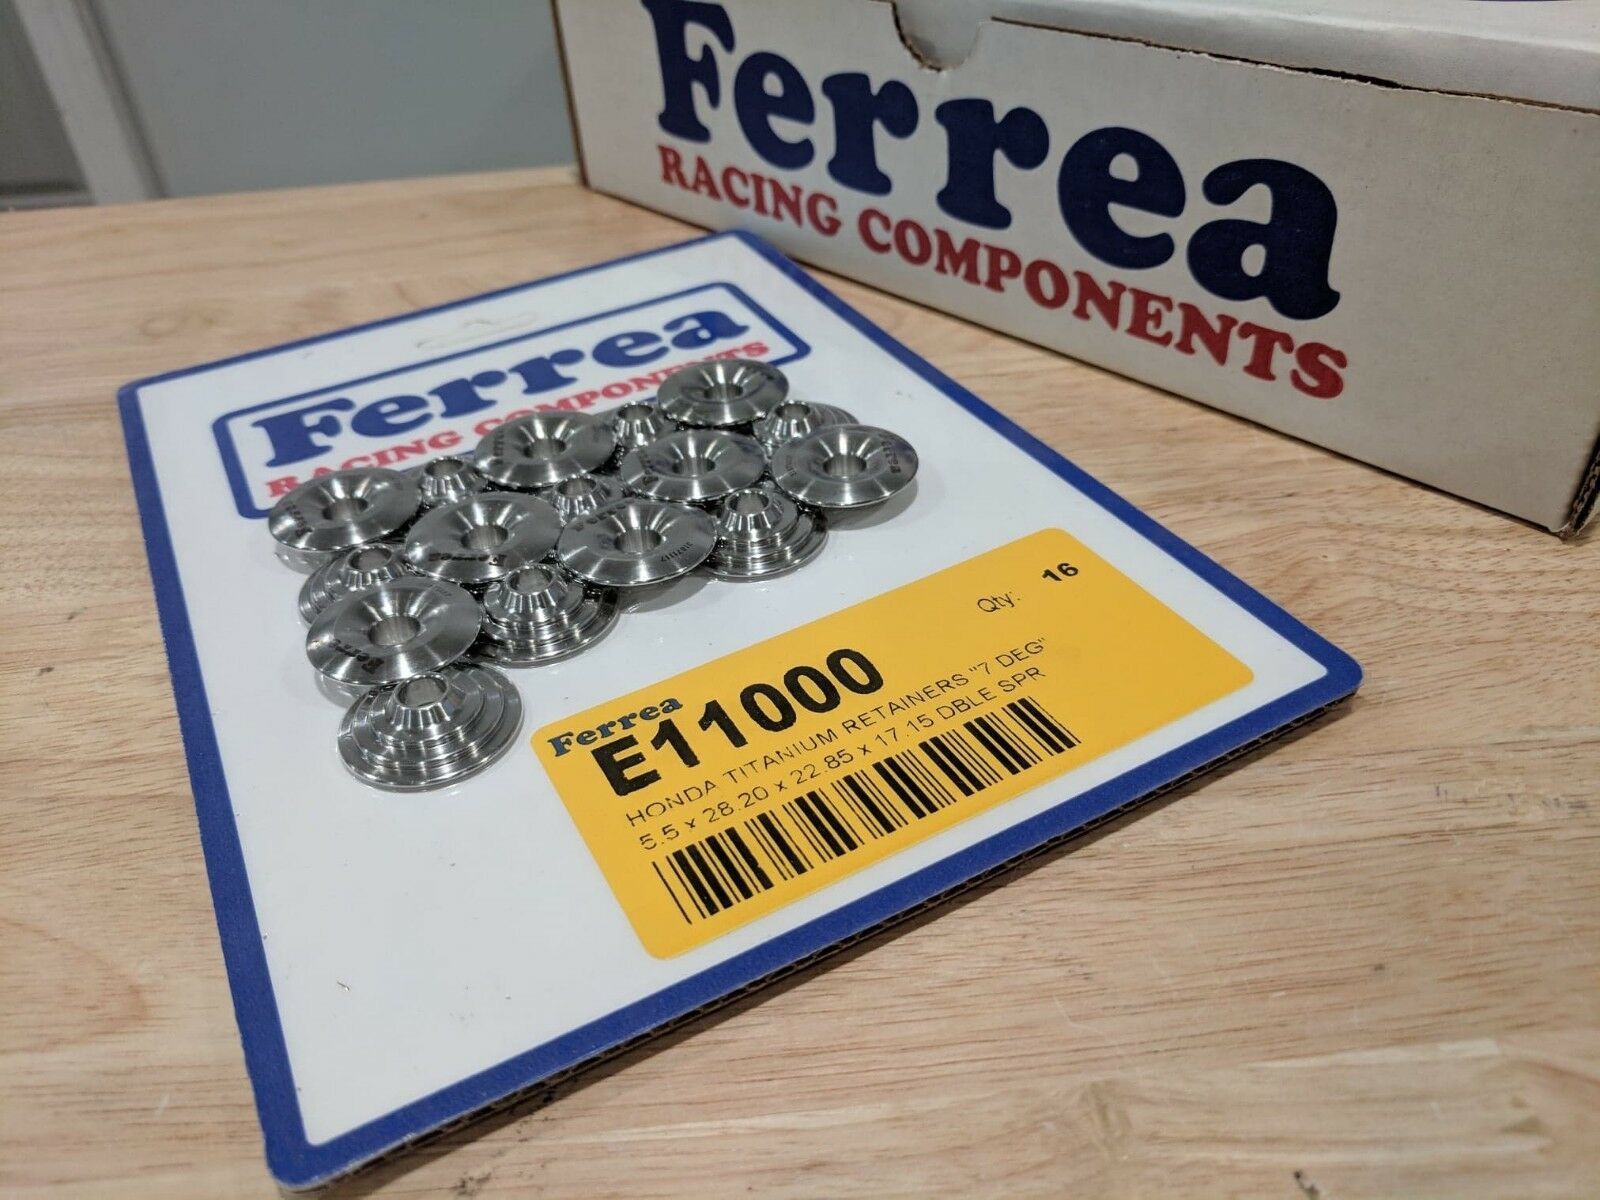 Ferrea
RACING COMPONENTS
Ferrea
RACING COMPONENTS
Ferrea
E11000
Qty: 16
HONDA TITANIUM RETAINERS "7 DEG"
5.5 x 28.20 x 22.85 x 17.15 DBLE SPR